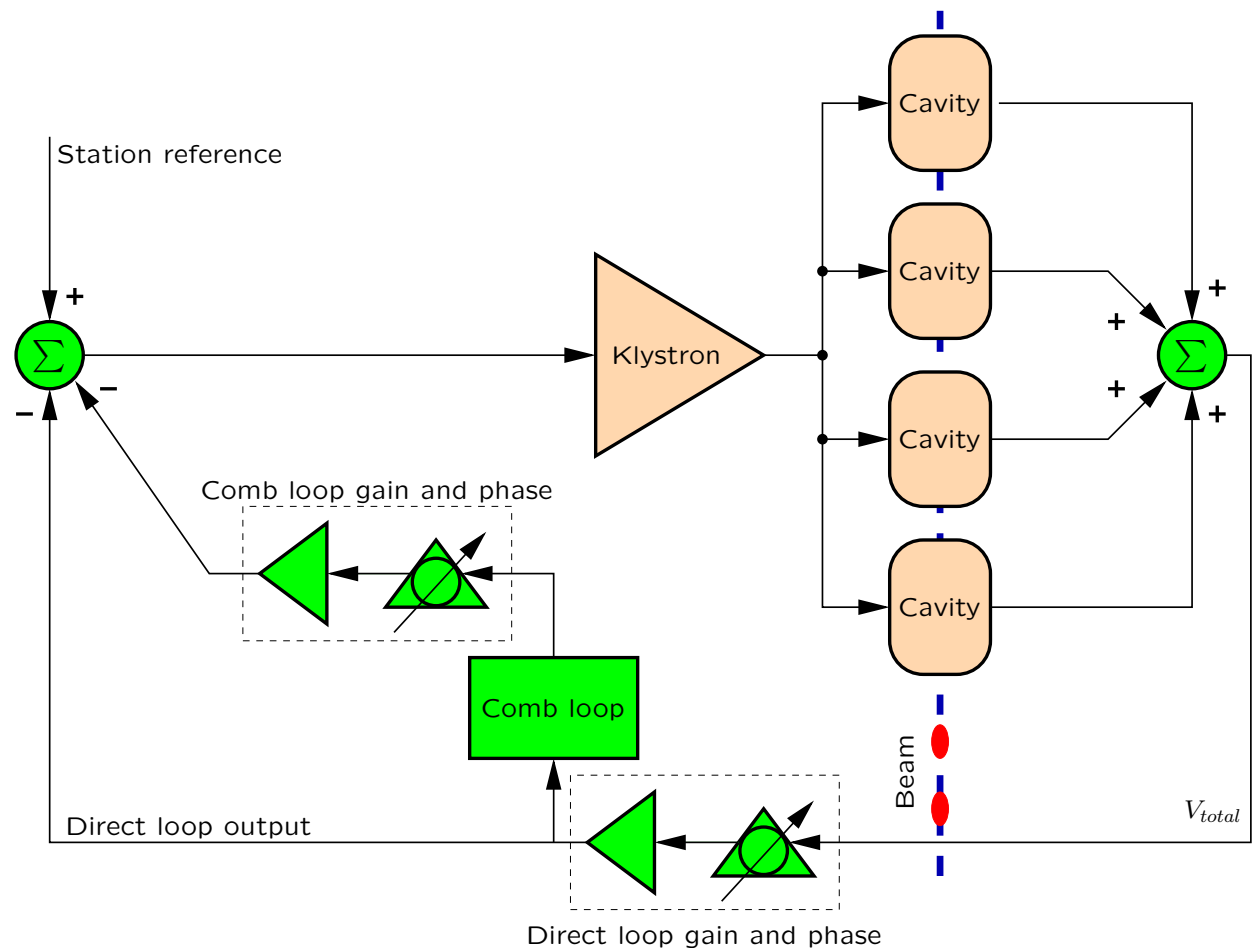 Cavity
Station reference
Cavity
+
+
+
Σ
Klystron
Σ
−
−
+
+
Cavity
Comb loop gain and phase
Cavity
Comb loop
Beam
Direct loop output
V_total
Direct loop gain and phase